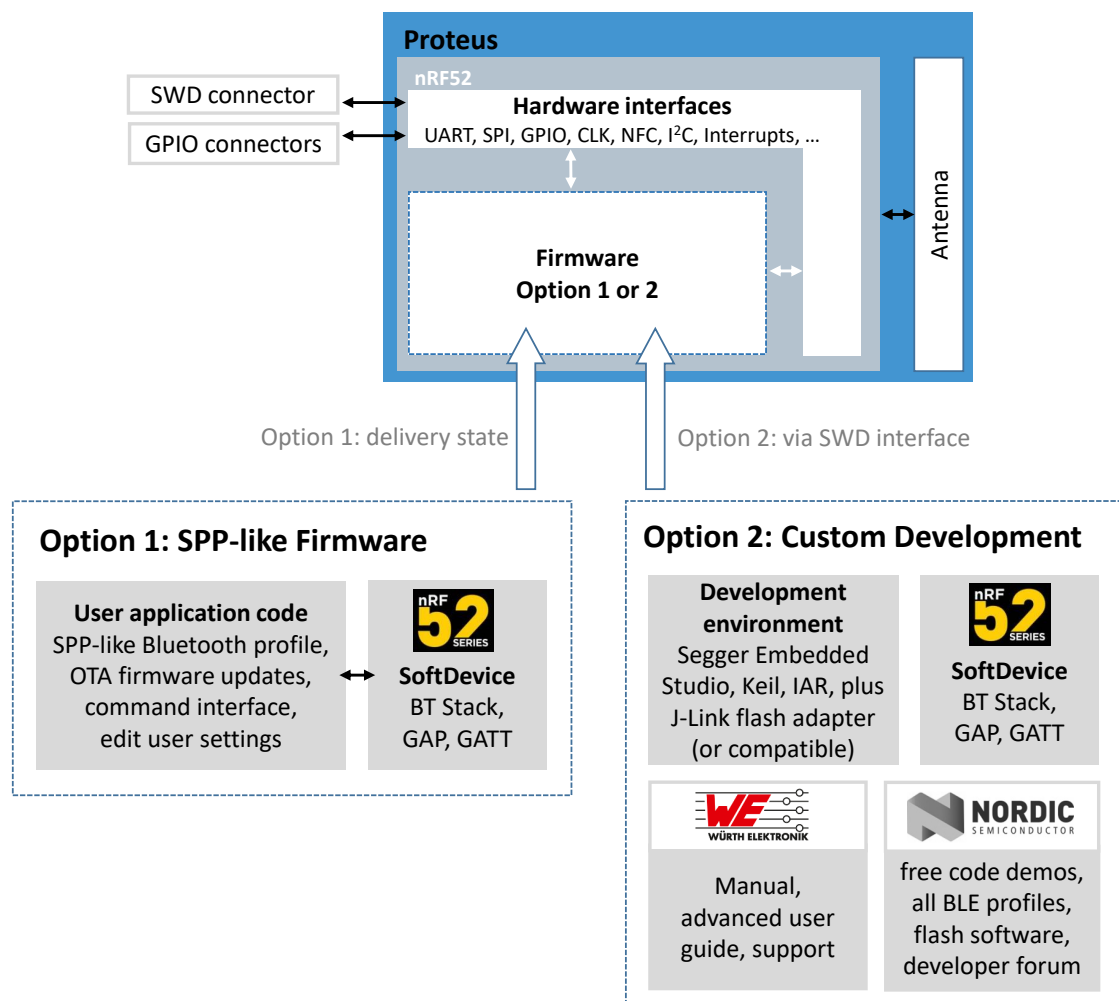 Proteus
nRF52
SWD connector
GPIO connectors
Hardware interfaces
UART, SPI, GPIO, CLK, NFC, I²C, Interrupts, ...
Antenna
Firmware
Option 1 or 2
Option 1: delivery state
Option 2: via SWD interface
Option 1: SPP-like Firmware
User application code
SPP-like Bluetooth profile,
OTA firmware updates,
command interface,
edit user settings
nRF
52
SERIES
SoftDevice
BT Stack,
GAP, GATT
Option 2: Custom Development
Development
environment
Segger Embedded
Studio, Keil, IAR, plus
J-Link flash adapter
(or compatible)
nRF
52
SERIES
SoftDevice
BT Stack,
GAP, GATT
WE
WÜRTH ELEKTRONIK
Manual,
advanced user
guide, support
NORDIC
SEMICONDUCTOR
free code demos,
all BLE profiles,
flash software,
developer forum